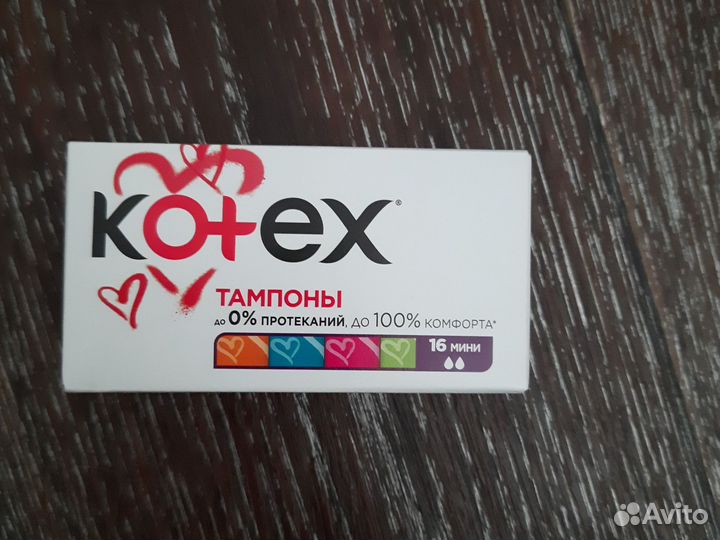 Kotex®
ТАМПОНЫ
до 0% ПРОТЕКАНИЙ, ДО 100% КОМФОРТА*
16 МИНИ
Avito